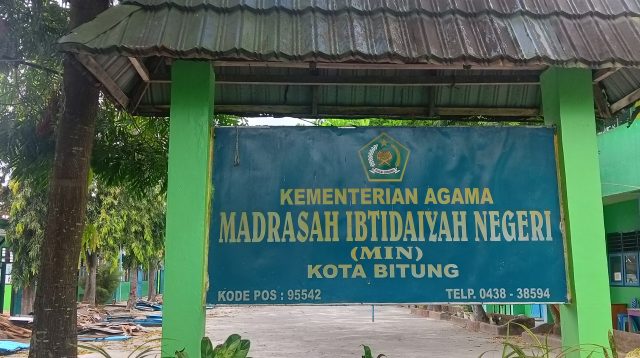 KEMENTERIAN AGAMA
MADRASAH IBTIDAIYAH NEGERI
(MIN)
KOTA BITUNG
KODE POS : 95542 TELP. 0438 - 38594